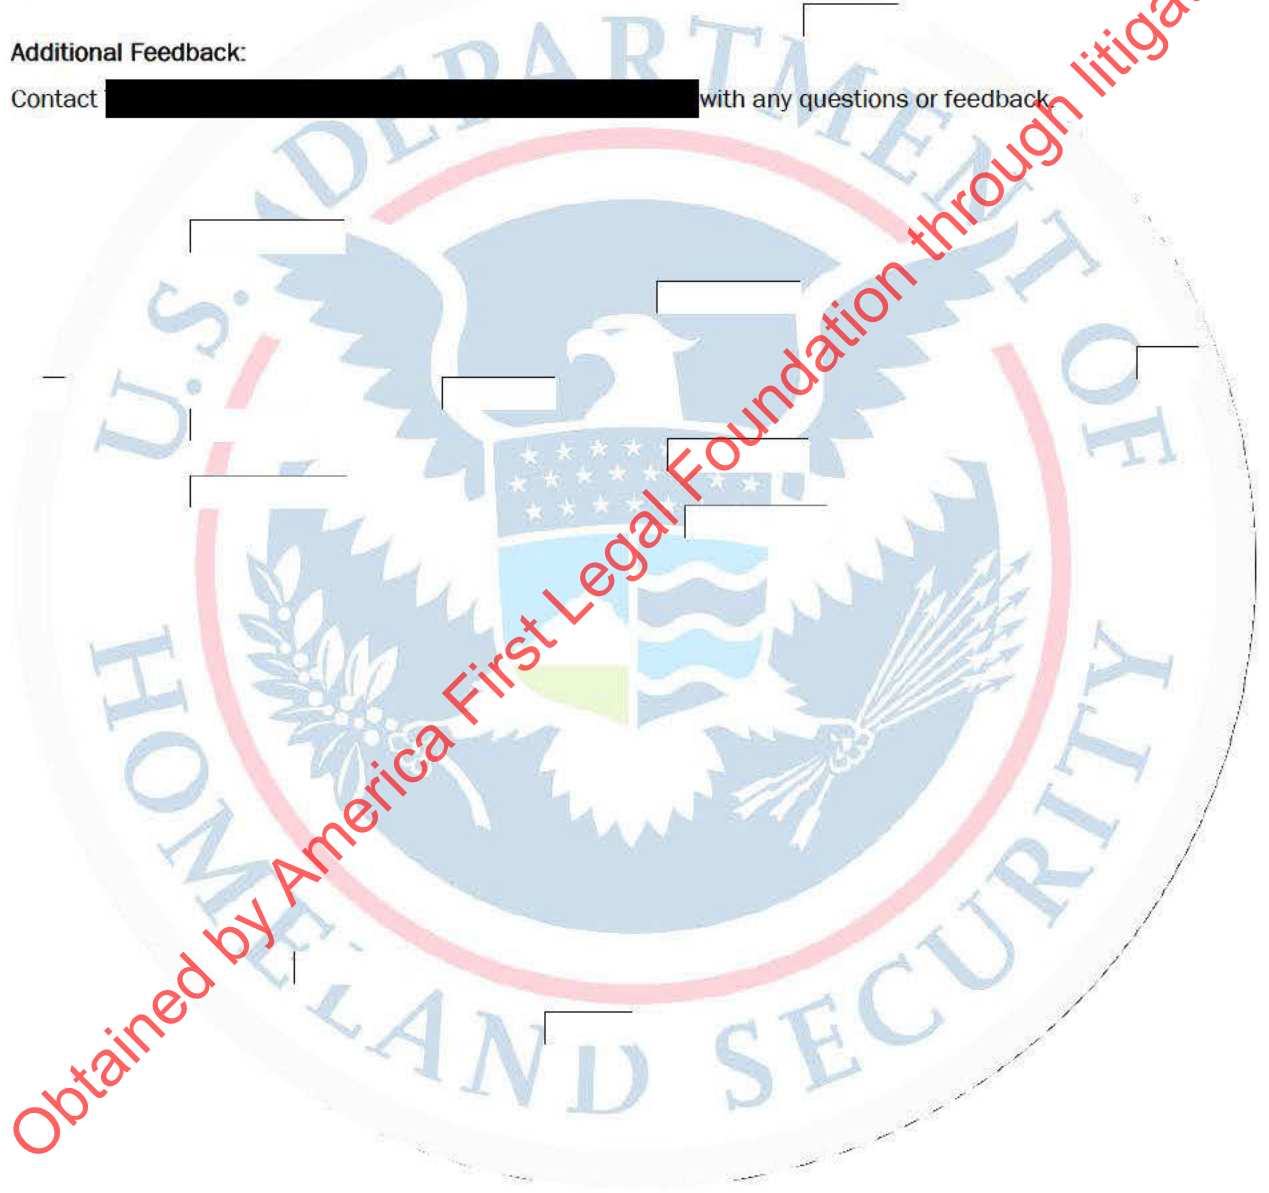 Additional Feedback:
Contact with any questions or feedback.
U.S. DEPARTMENT OF
HOMELAND SECURITY
Obtained by America First Legal Foundation through litiga